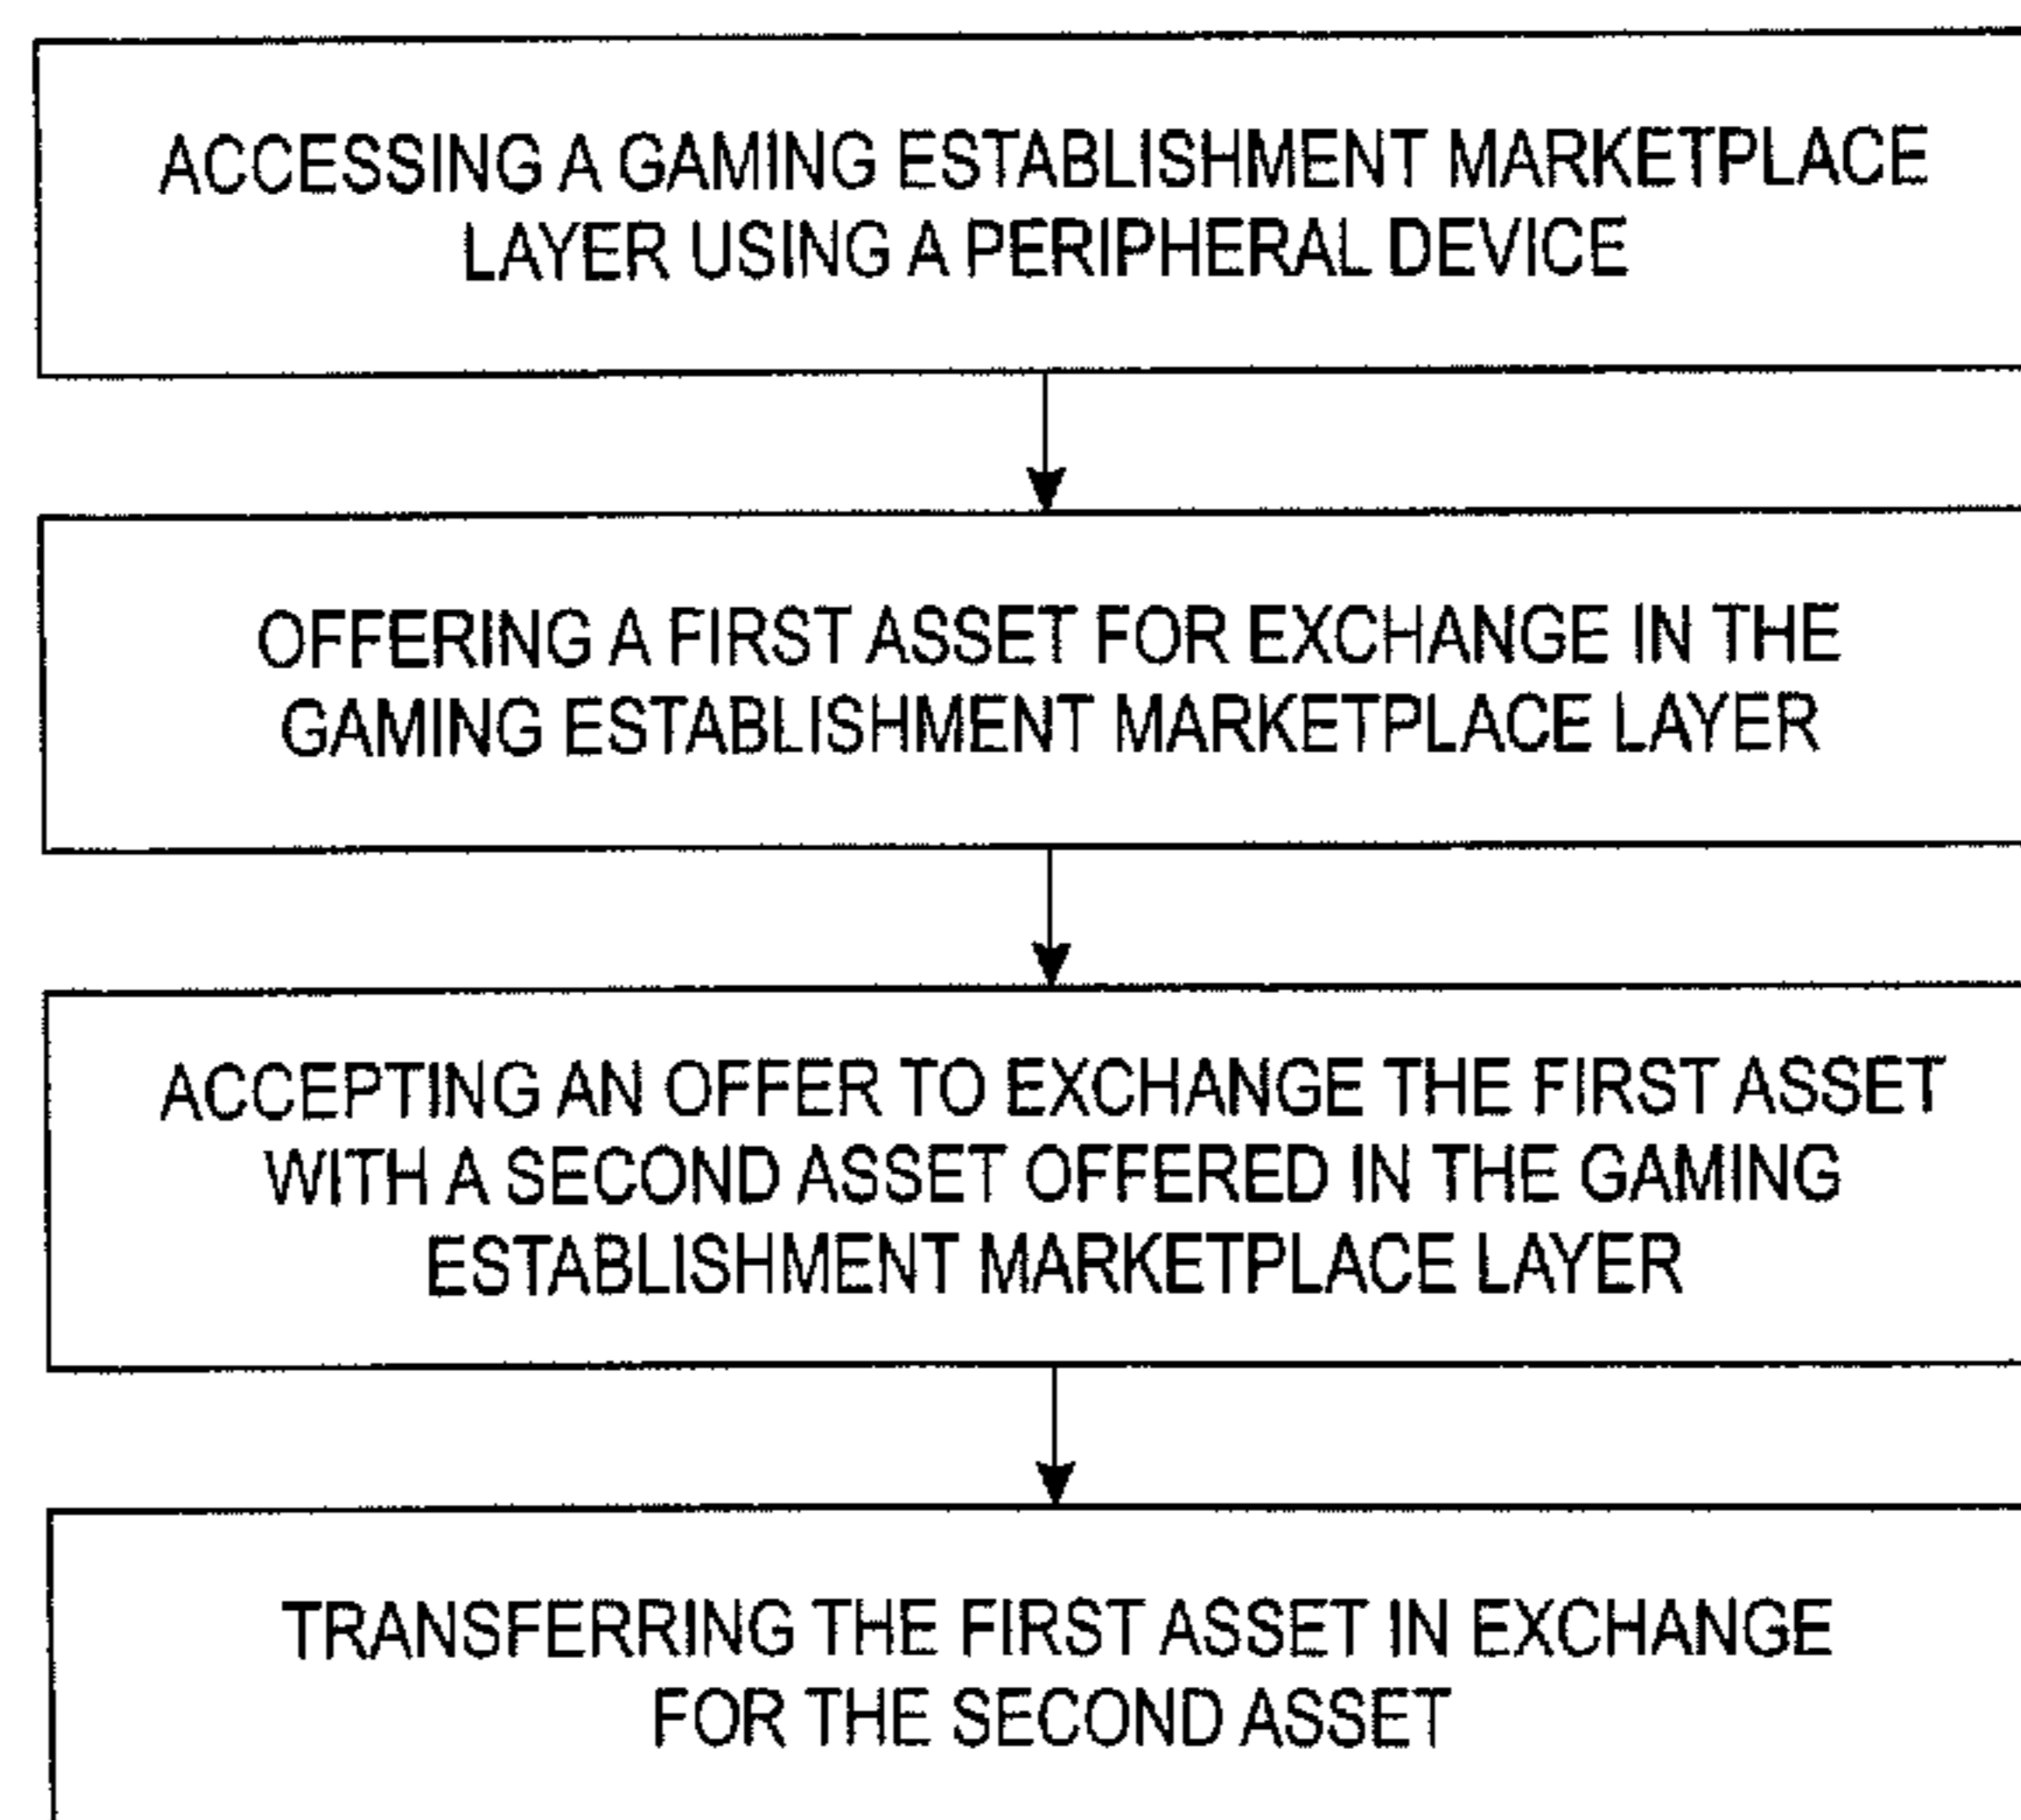 ACCESSING A GAMING ESTABLISHMENT MARKETPLACE
LAYER USING A PERIPHERAL DEVICE
OFFERING A FIRST ASSET FOR EXCHANGE IN THE
GAMING ESTABLISHMENT MARKETPLACE LAYER
ACCEPTING AN OFFER TO EXCHANGE THE FIRST ASSET
WITH A SECOND ASSET OFFERED IN THE GAMING
ESTABLISHMENT MARKETPLACE LAYER
TRANSFERRING THE FIRST ASSET IN EXCHANGE
FOR THE SECOND ASSET